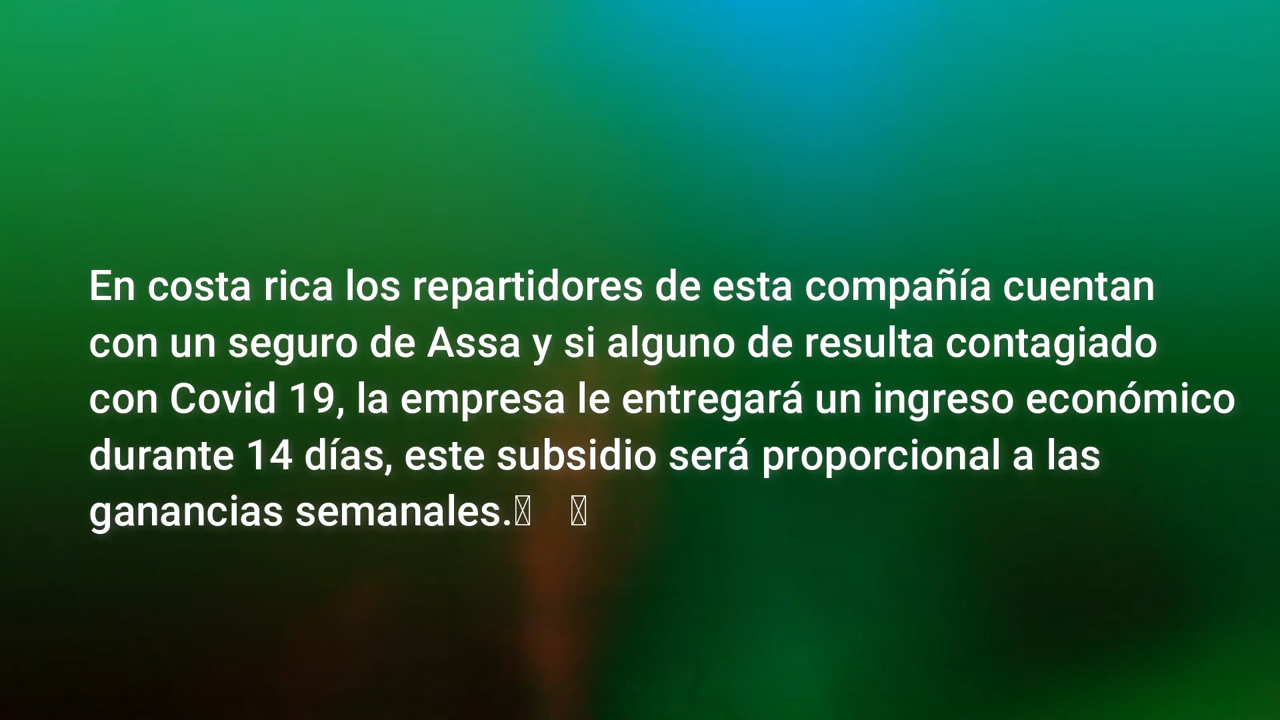 En costa rica los repartidores de esta compañía cuentan
con un seguro de Assa y si alguno de resulta contagiado
con Covid 19, la empresa le entregará un ingreso económico
durante 14 días, este subsidio será proporcional a las
ganancias semanales.